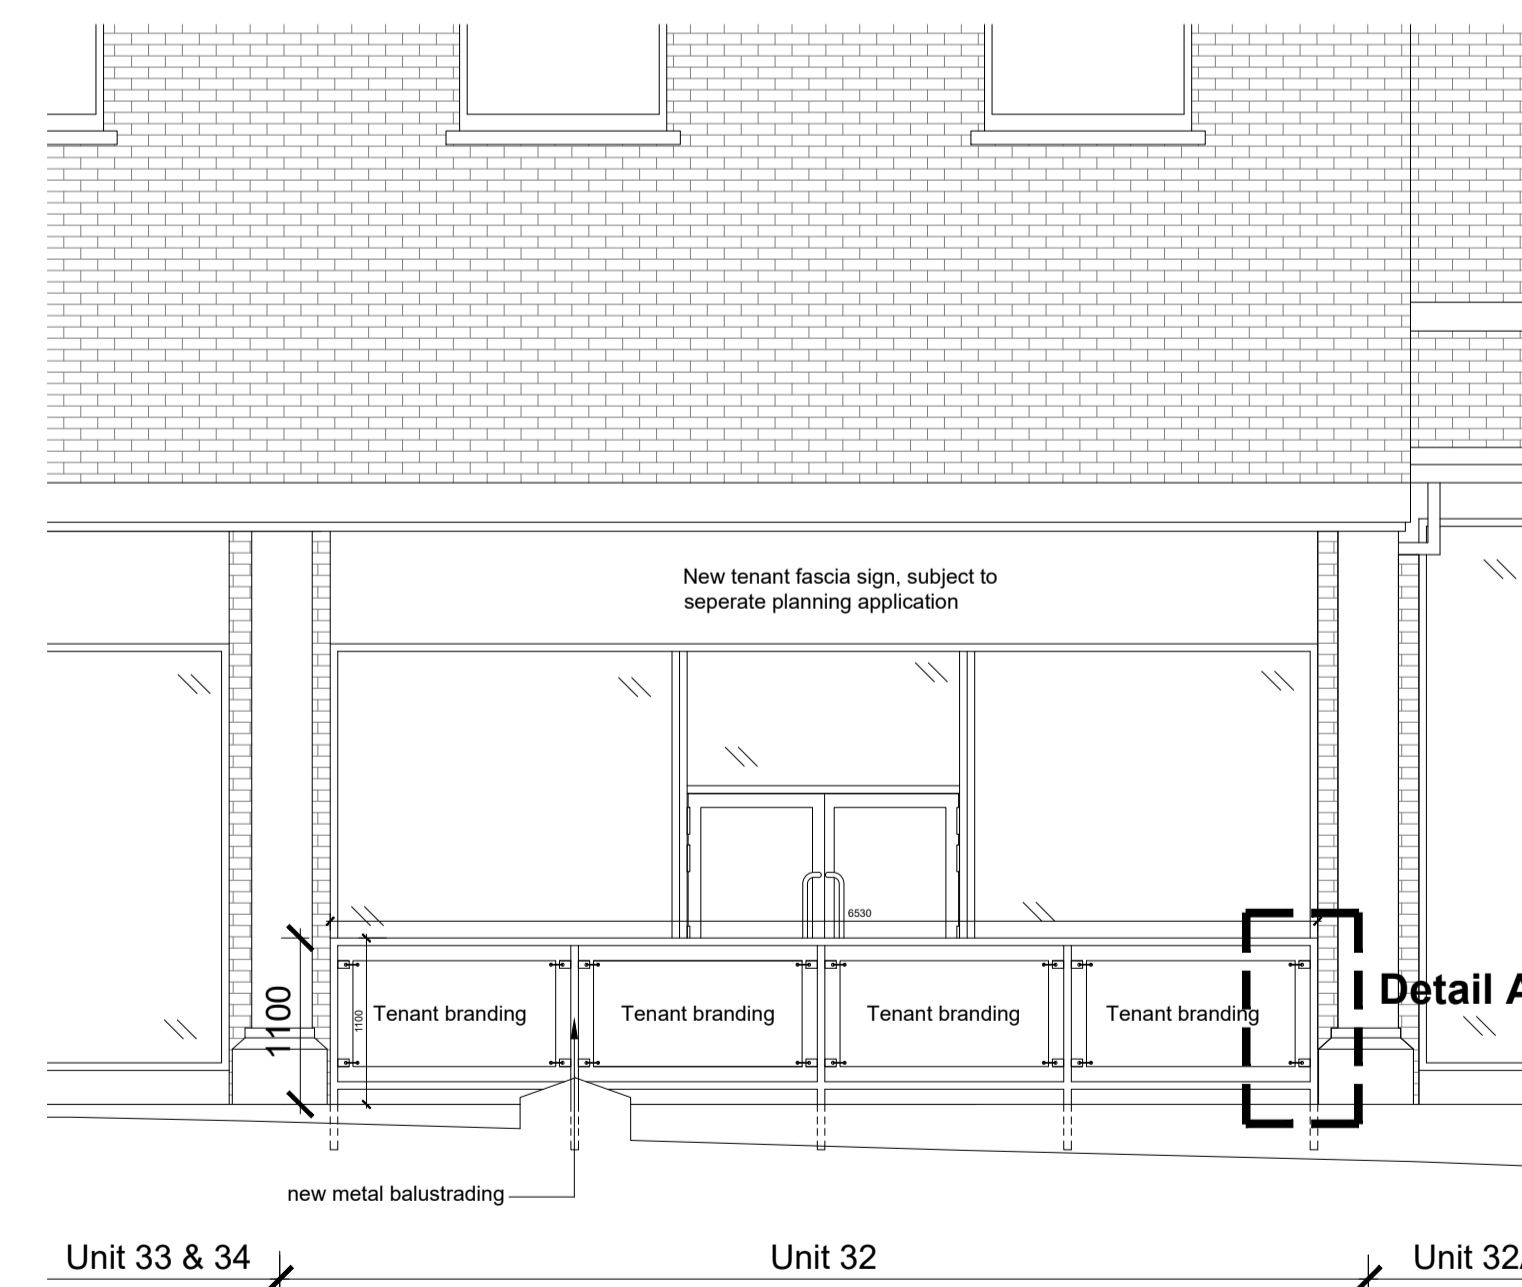 New tenant fascia sign, subject to
seperate planning application
6530
1100
1100
Tenant branding
Tenant branding
Tenant branding
Tenant branding
Detail A
new metal balustrading
Unit 33 & 34
Unit 32
Unit 32A